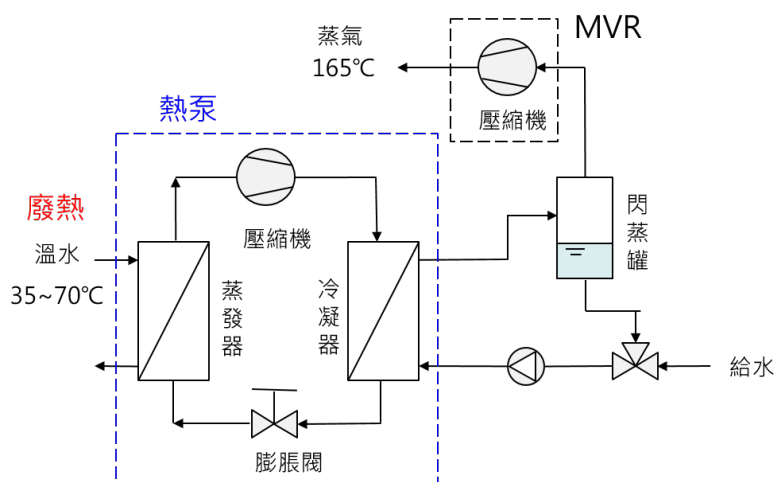 MVR
蒸氣
165℃
壓縮機
熱泵
廢熱
溫水
35~70℃
壓縮機
蒸發器
冷凝器
閃蒸罐
給水
膨脹閥